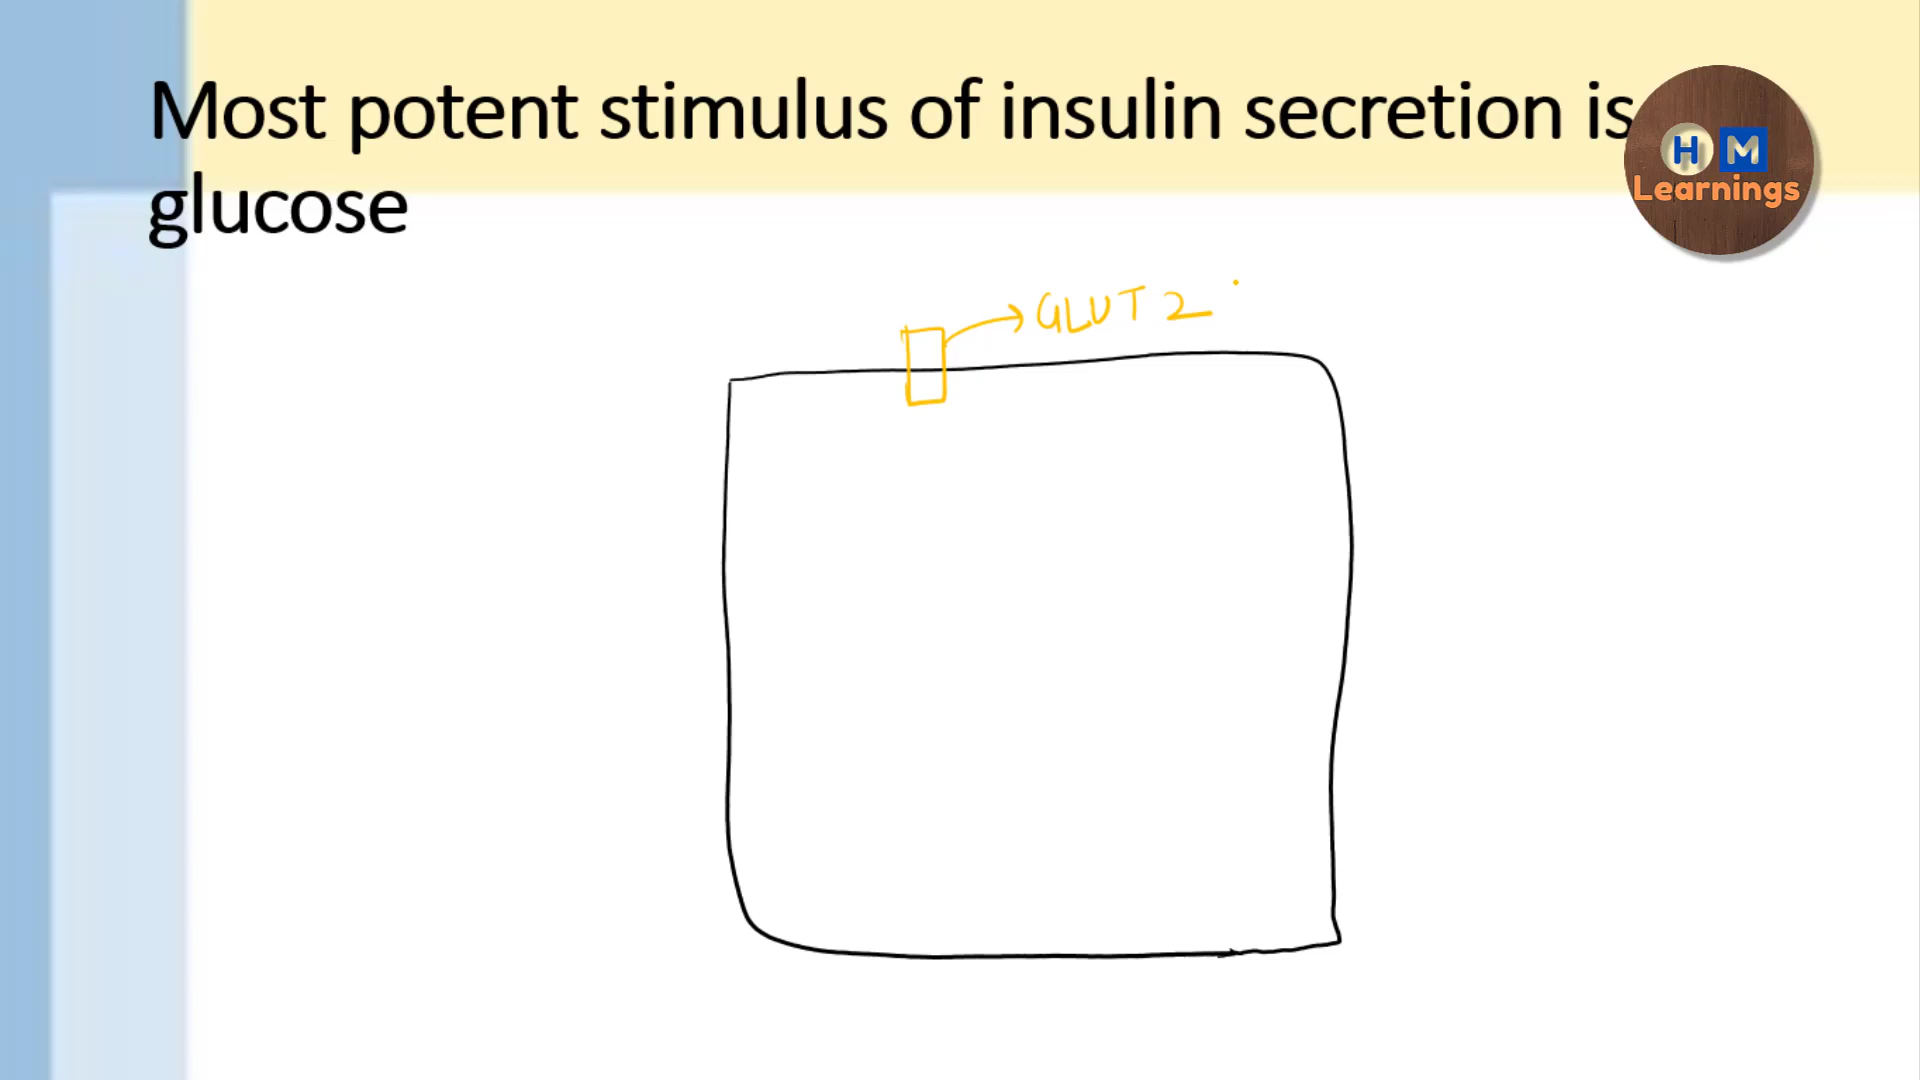 Most potent stimulus of insulin secretion is
glucose
H M
Learnings
GLUT 2